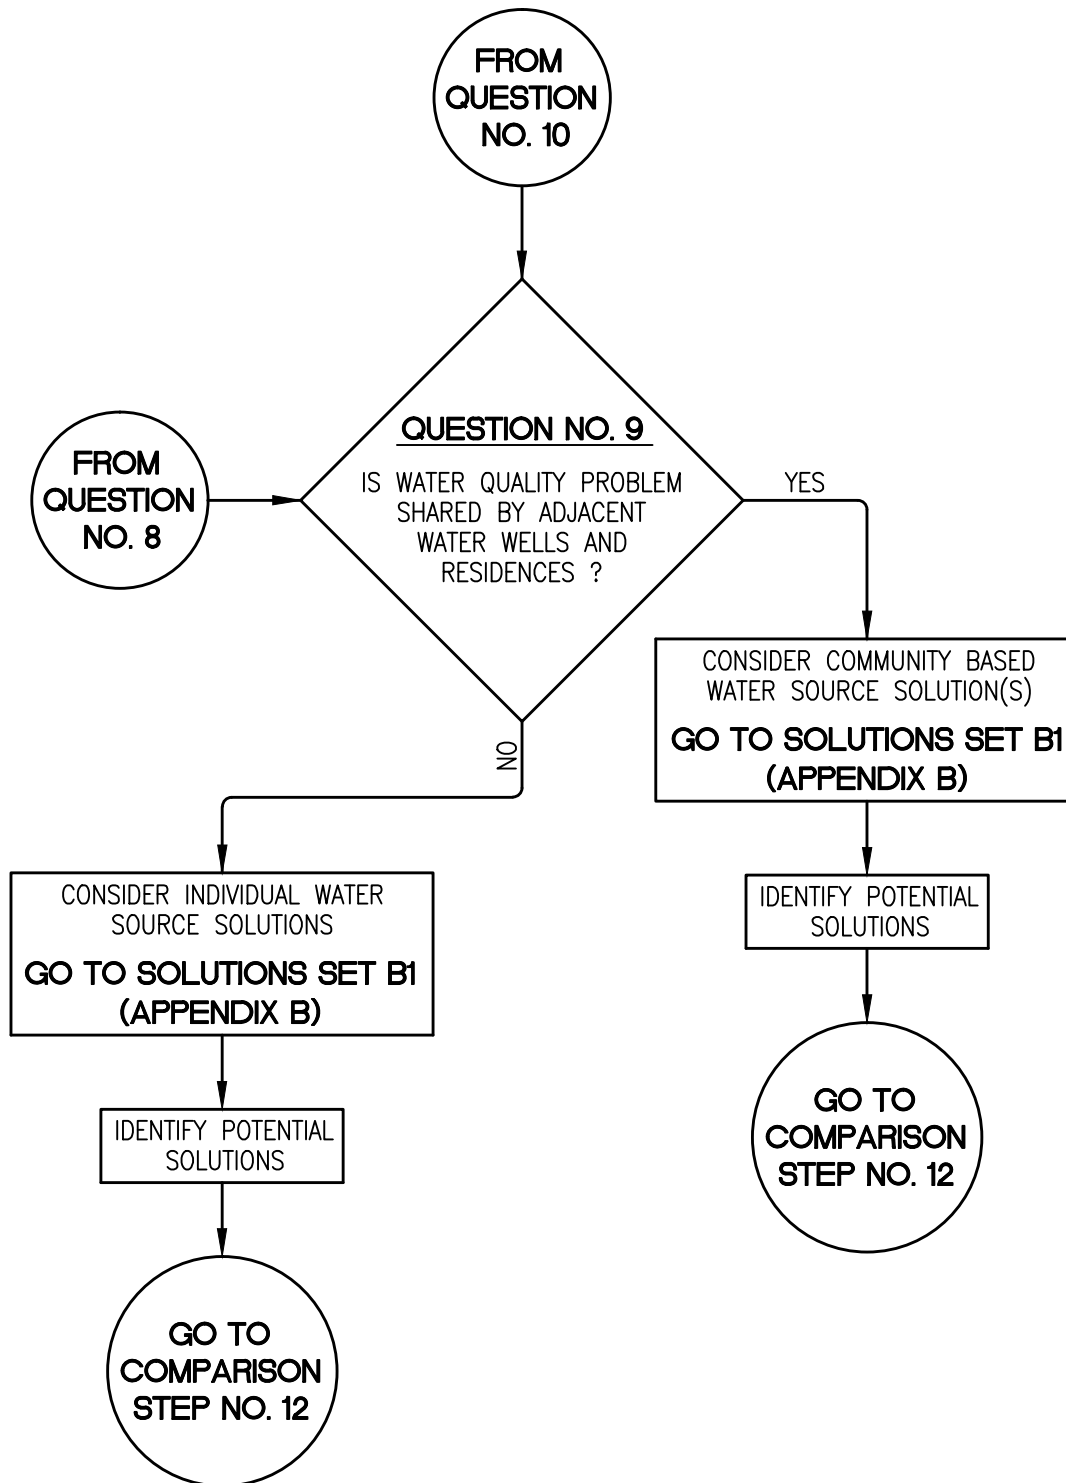 FROM
QUESTION
NO. 10
FROM
QUESTION
NO. 8
QUESTION NO. 9
IS WATER QUALITY PROBLEM
SHARED BY ADJACENT
WATER WELLS AND
RESIDENCES ?
YES
NO
CONSIDER COMMUNITY BASED
WATER SOURCE SOLUTION(S)
GO TO SOLUTIONS SET B1
(APPENDIX B)
IDENTIFY POTENTIAL
SOLUTIONS
GO TO
COMPARISON
STEP NO. 12
CONSIDER INDIVIDUAL WATER
SOURCE SOLUTIONS
GO TO SOLUTIONS SET B1
(APPENDIX B)
IDENTIFY POTENTIAL
SOLUTIONS
GO TO
COMPARISON
STEP NO. 12